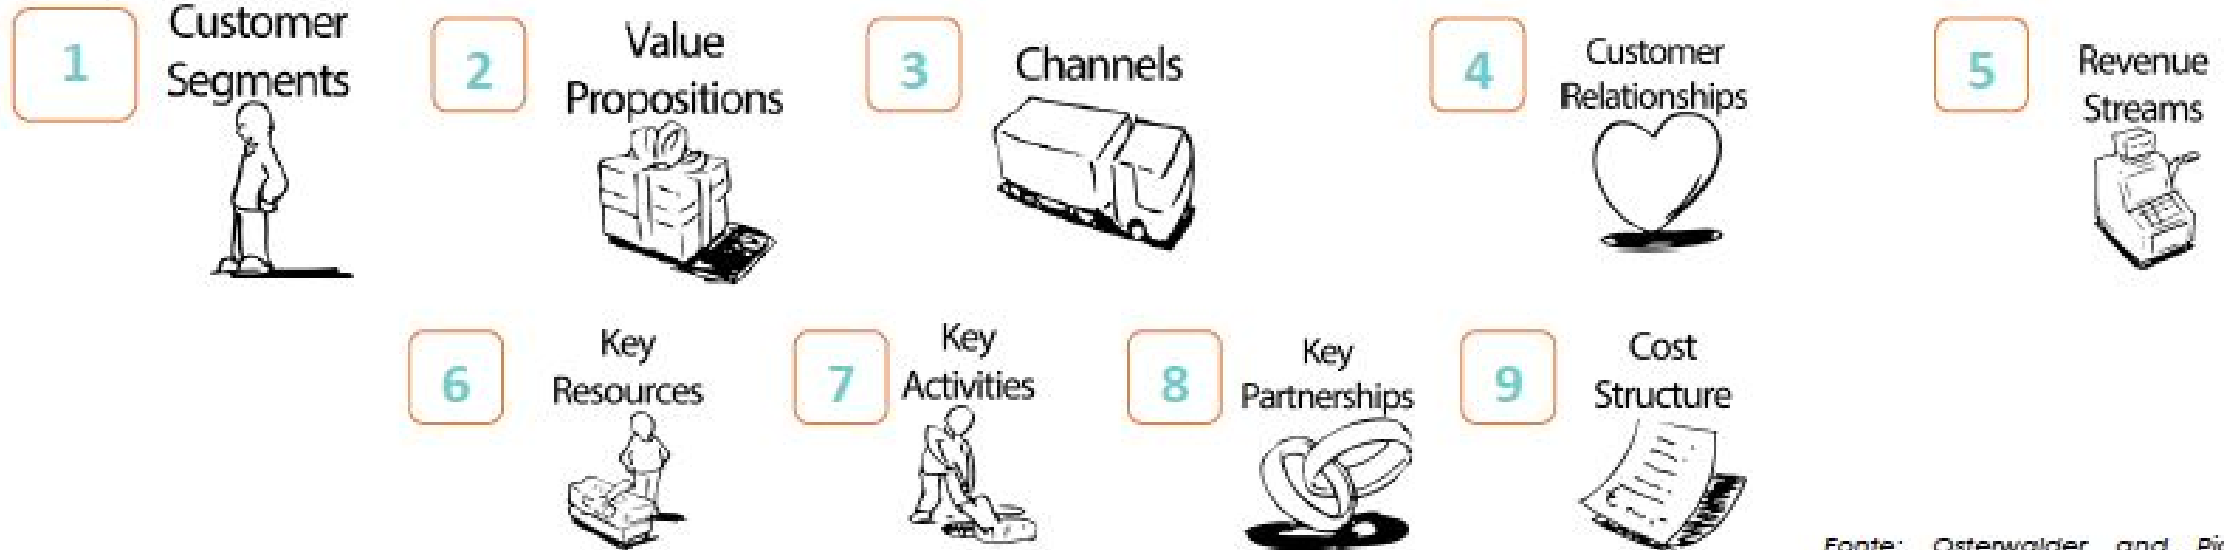 1
Customer
Segments
2
Value
Propositions
3
Channels
4
Customer
Relationships
5
Revenue
Streams
6
Key
Resources
7
Key
Activities
8
Key
Partnerships
9
Cost
Structure
Fonte: Osterwalder and